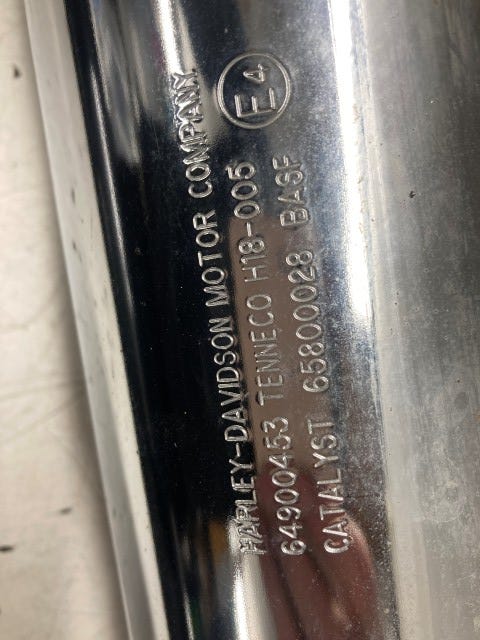 HARLEY-DAVIDSON MOTOR COMPANY.
64900453 TENNECO H18-005 E4
CATALYST 65800028 BASF